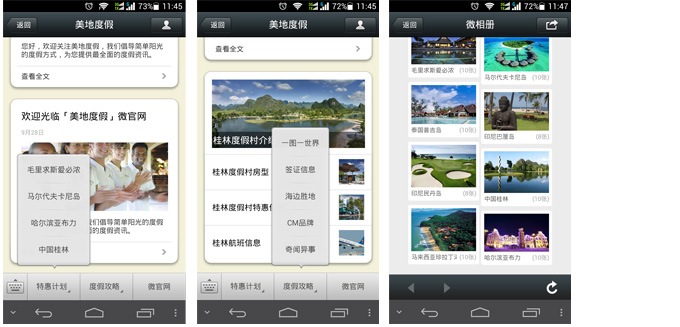 73% 11:45
返回
美地度假
您好，欢迎关注美地度假，我们倡导简单阳光
的度假方式，为您提供最全面的度假资讯。
查看全文
欢迎光临「美地度假」微官网
9月28日
我们倡导简单阳光的度假
的度假资讯。
毛里求斯爱必浓
马尔代夫卡尼岛
哈尔滨亚布力
中国桂林
特惠计划
度假攻略
微官网
72% 11:45
返回
美地度假
查看全文
桂林度假村介绍
桂林度假村房型
桂林度假村特惠
桂林航班信息
一图一世界
签证信息
海边胜地
CM品牌
奇闻异事
特惠计划
度假攻略
微官网
72% 11:47
返回
微相册
毛里求斯爱必浓 (10张)
马尔代夫卡尼岛 (10张)
泰国普吉岛 (10张)
印尼巴厘岛 (8张)
印尼民丹岛 (9张)
中国桂林 (10张)
马来西亚珍拉丁湾 (10张)
哈尔滨亚布力 (10张)